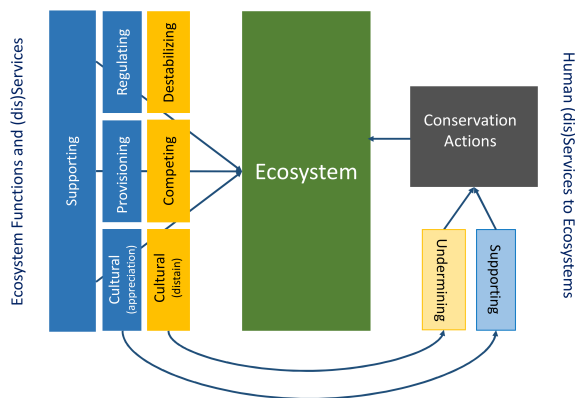 Ecosystem Functions and (dis)Services
Supporting
Regulating
Destabilizing
Provisioning
Competing
Cultural
(appreciation)
Cultural
(distain)
Ecosystem
Conservation
Actions
Undermining
Supporting
Human (dis)Services to Ecosystems